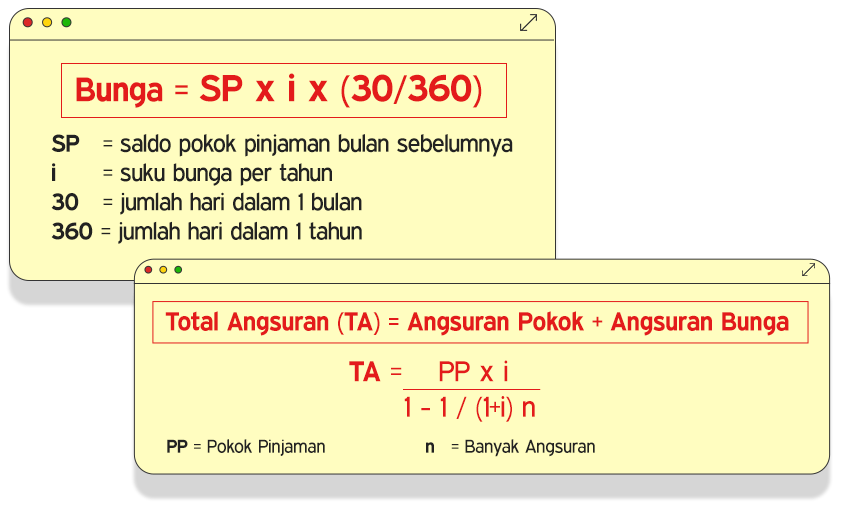 Bunga = SP x i x (30/360)
SP = saldo pokok pinjaman bulan sebelumnya
i = suku bunga per tahun
30 = jumlah hari dalam 1 bulan
360 = jumlah hari dalam 1 tahun
Total Angsuran (TA) = Angsuran Pokok + Angsuran Bunga
TA = PP x i
1 - 1 / (1+i) n
PP = Pokok Pinjaman n = Banyak Angsuran